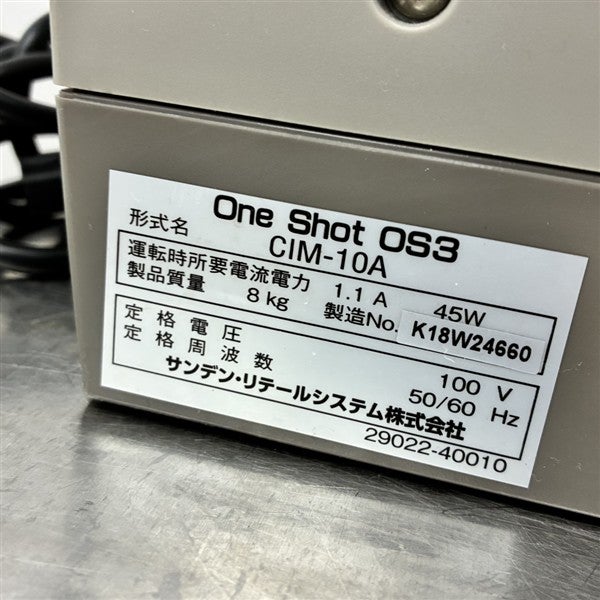 One Shot OS3
形式名 CIM-10A
運転時所要電流電力 1.1 A 45W
製品質量 8 kg 製造No. K18W24660
定格電圧 100 V
定格周波数 50/60 Hz
サンデン・リテールシステム株式会社
29022-40010